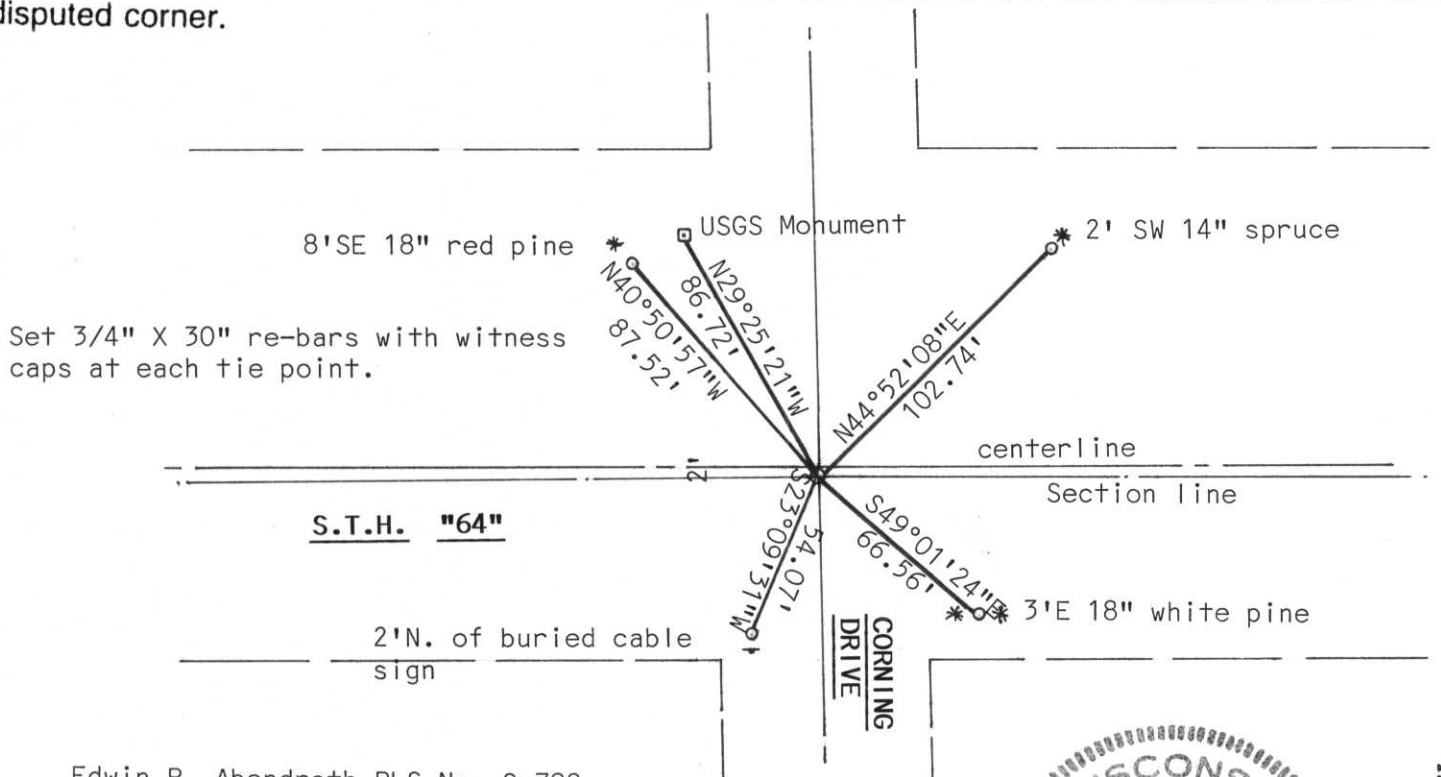 disputed corner.
USGS Monument
8'SE 18" red pine
2' SW 14" spruce
N40°50'57"W
87.52'
N29°25'21"W
86.72'
N44°52'08"E
102.74'
Set 3/4" X 30" re-bars with witness
caps at each tie point.
centerline
2'
Section line
S.T.H. "64"
S23°09'31"W
54.07'
S49°01'24"E
66.56'
3'E 18" white pine
2'N. of buried cable
sign
CORNING
DRIVE